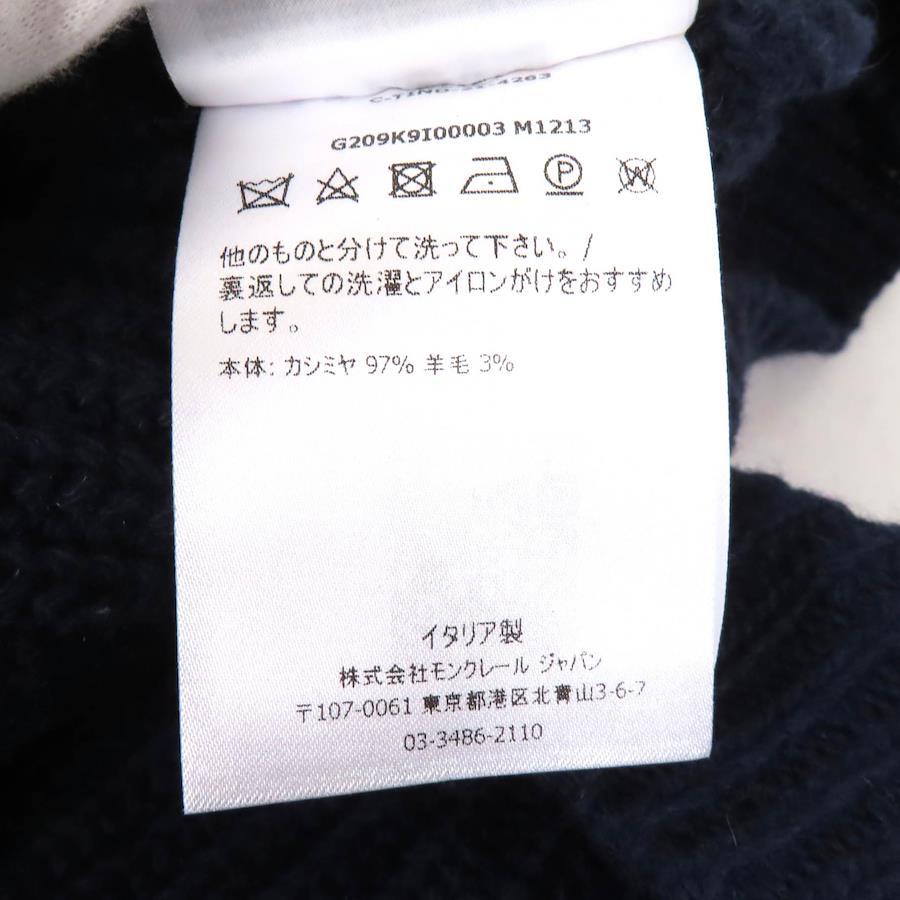 G209K9I00003 M1213
他のものと分けて洗って下さい。/
裏返しての洗濯とアイロンがけをおすすめ
します。
本体: カシミヤ 97% 羊毛 3%
イタリア製
株式会社モンクレール ジャパン
〒107-0061 東京都港区北青山3-6-7
03-3486-2110